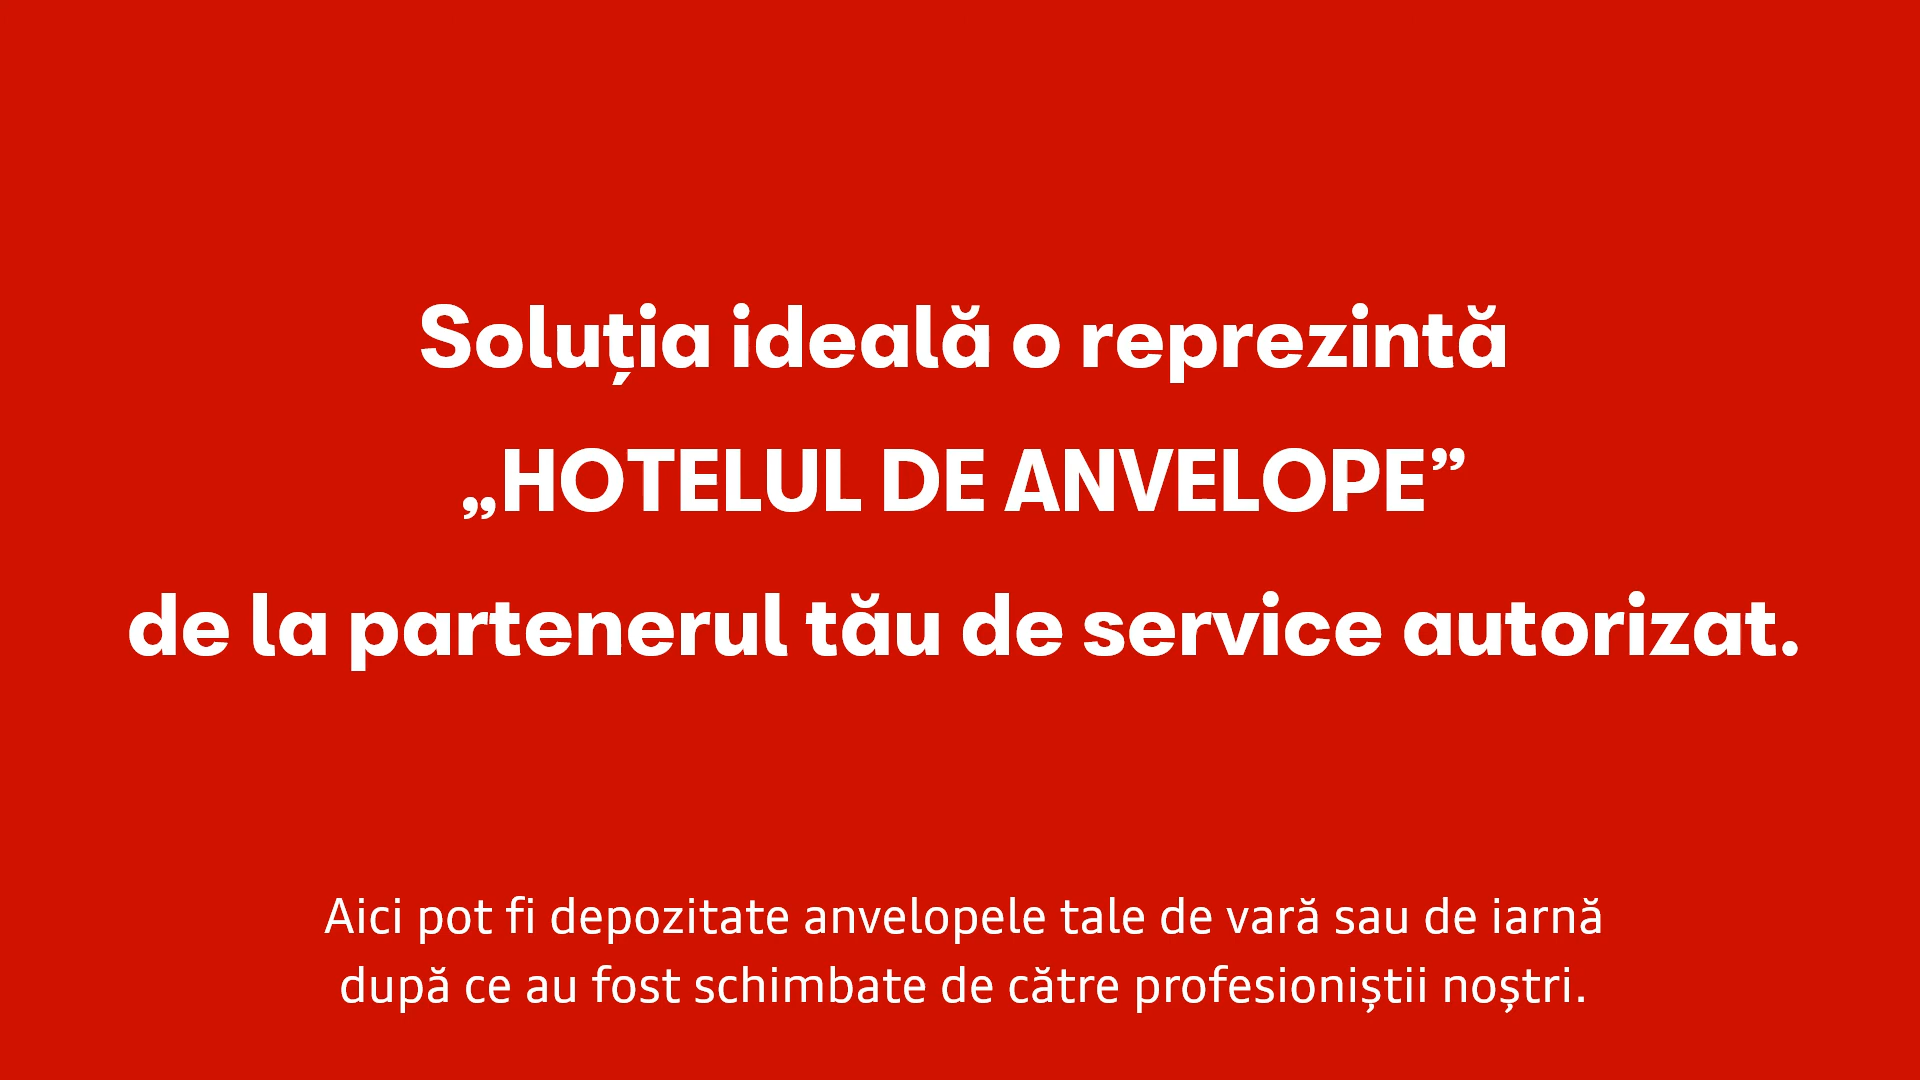 Soluția ideală o reprezintă
„HOTELUL DE ANVELOPE”
de la partenerul tău de service autorizat.
Aici pot fi depozitate anvelopele tale de vară sau de iarnă
după ce au fost schimbate de către profesioniștii noștri.